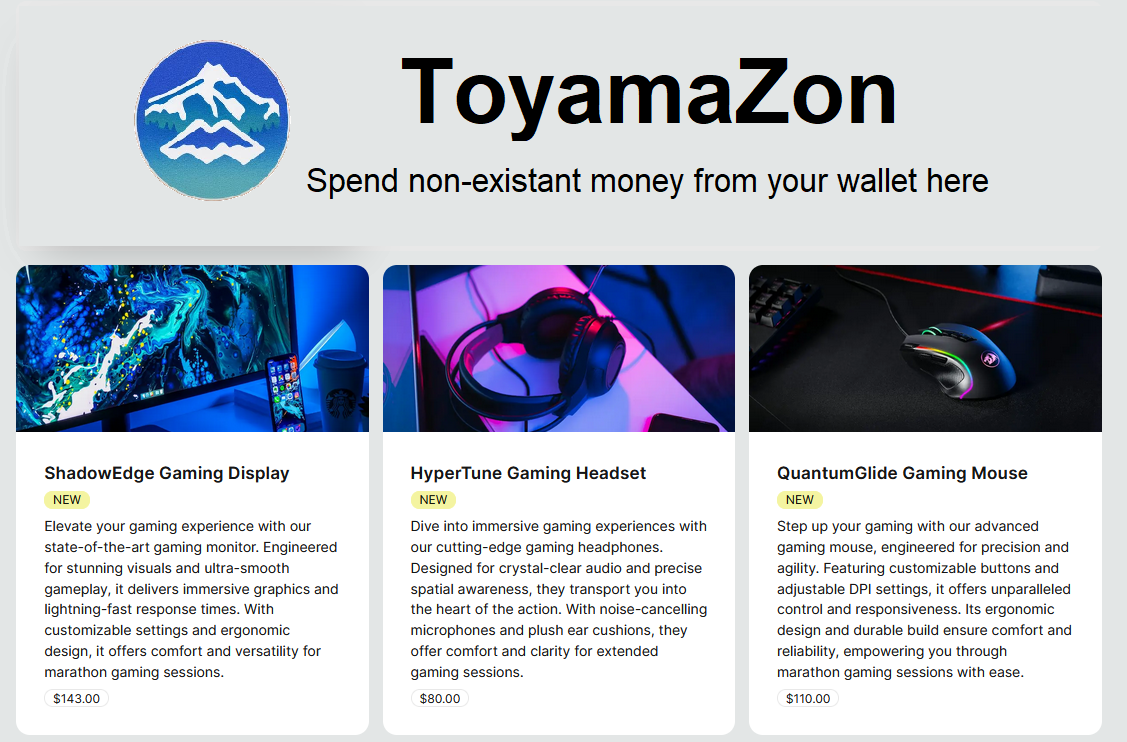 ToyamaZon
Spend non-existant money from your wallet here
ShadowEdge Gaming Display
NEW
Elevate your gaming experience with our
state-of-the-art gaming monitor. Engineered
for stunning visuals and ultra-smooth
gameplay, it delivers immersive graphics and
lightning-fast response times. With
customizable settings and ergonomic
design, it offers comfort and versatility for
marathon gaming sessions.
$143.00
HyperTune Gaming Headset
NEW
Dive into immersive gaming experiences with
our cutting-edge gaming headphones.
Designed for crystal-clear audio and precise
spatial awareness, they transport you into
the heart of the action. With noise-cancelling
microphones and plush ear cushions, they
offer comfort and clarity for extended
gaming sessions.
$80.00
QuantumGlide Gaming Mouse
NEW
Step up your gaming with our advanced
gaming mouse, engineered for precision and
agility. Featuring customizable buttons and
adjustable DPI settings, it offers unparalleled
control and responsiveness. Its ergonomic
design and durable build ensure comfort and
reliability, empowering you through
marathon gaming sessions with ease.
$110.00